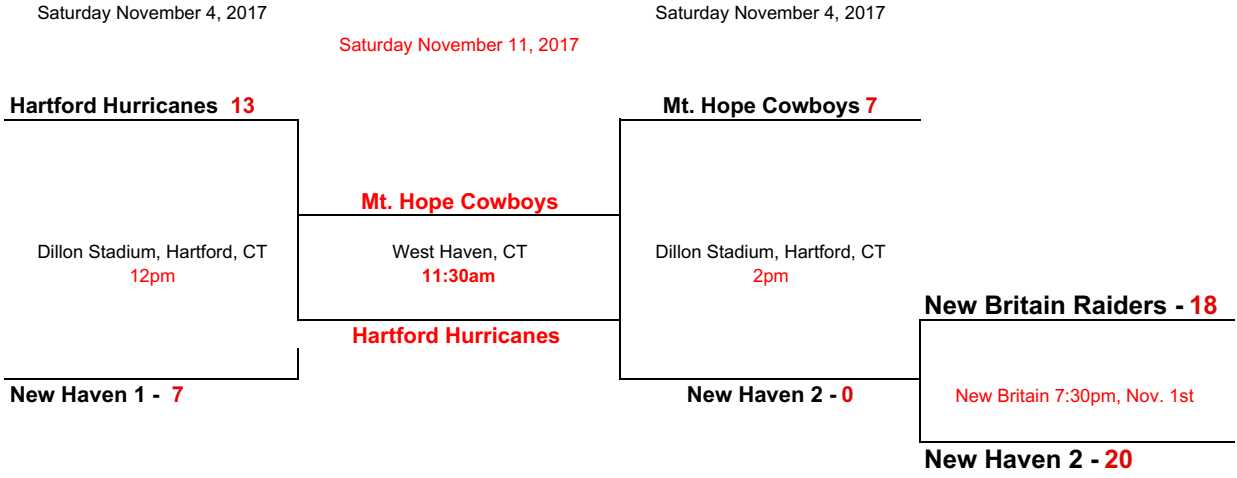 Saturday November 4, 2017
Saturday November 4, 2017
Saturday November 11, 2017
Hartford Hurricanes 13
Mt. Hope Cowboys 7
Mt. Hope Cowboys
Dillon Stadium, Hartford, CT
12pm
West Haven, CT
11:30am
Dillon Stadium, Hartford, CT
2pm
New Britain Raiders - 18
Hartford Hurricanes
New Haven 1 - 7
New Haven 2 - 0
New Britain 7:30pm, Nov. 1st
New Haven 2 - 20